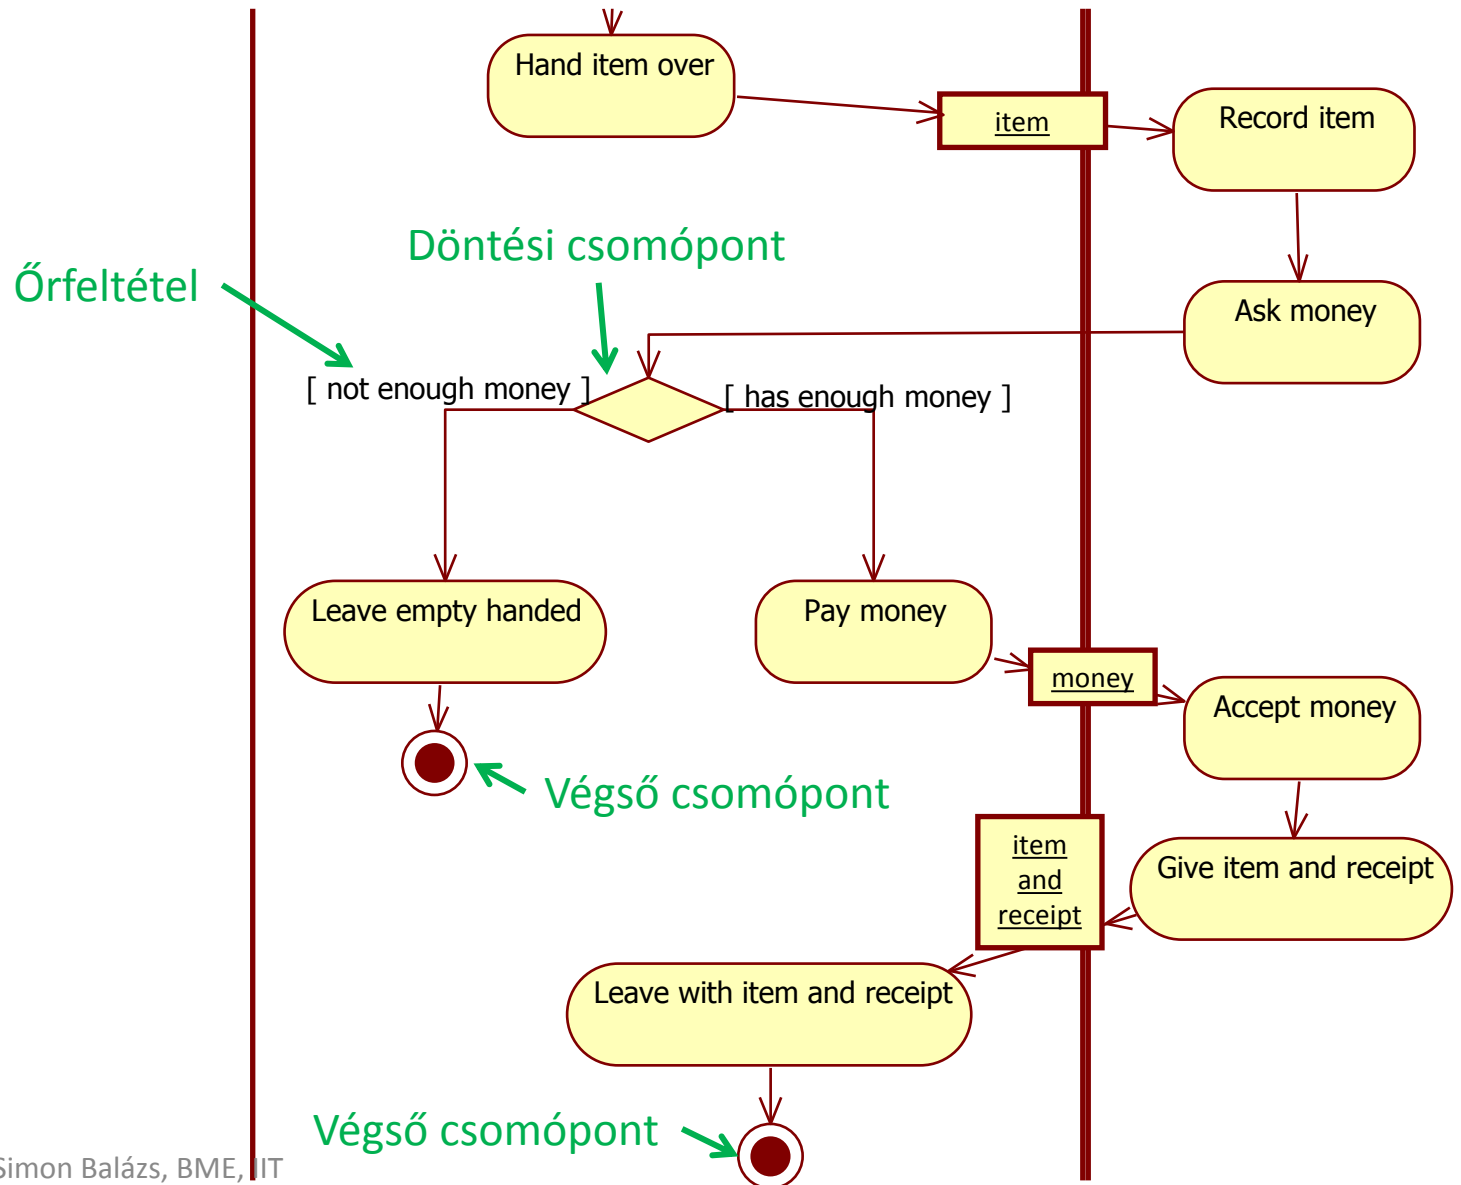 Hand item over
item
Record item
Döntési csomópont
Őrfeltétel
Ask money
[ not enough money ]
[ has enough money ]
Leave empty handed
Pay money
money
Accept money
Végső csomópont
item
and
receipt
Give item and receipt
Leave with item and receipt
Végső csomópont
Simon Balázs, BME, IIT